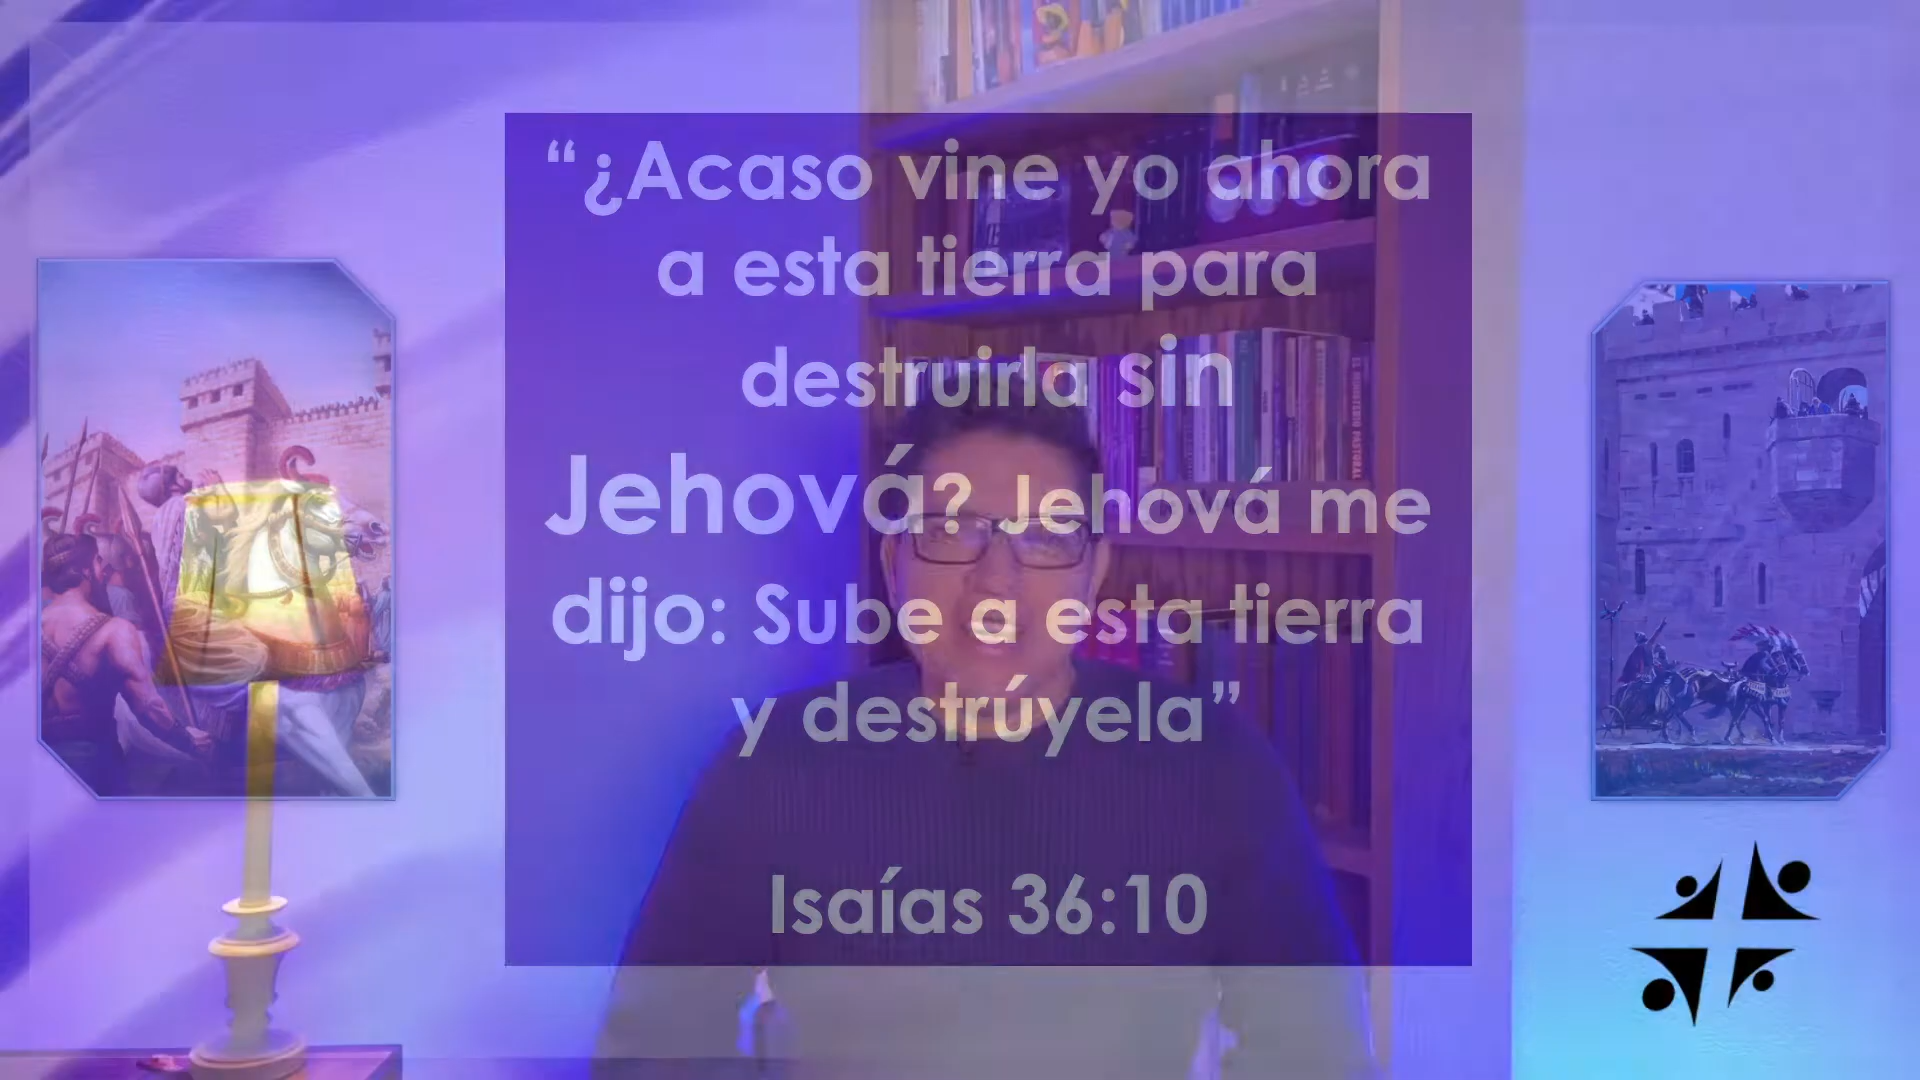 “¿Acaso vine yo ahora
a esta tierra para
destruirla sin
Jehová? Jehová me
dijo: Sube a esta tierra
y destrúyela”
Isaías 36:10